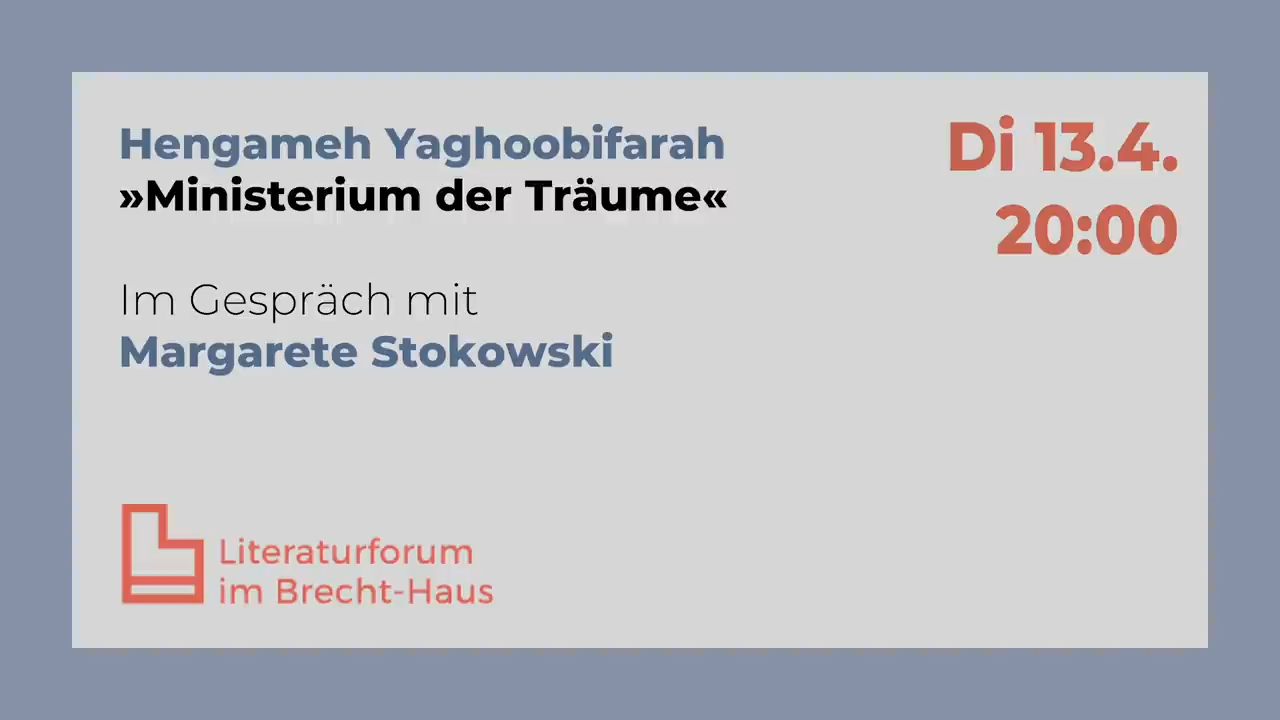 Hengameh Yaghoobifarah
»Ministerium der Träume«
Di 13.4.
20:00
Im Gespräch mit
Margarete Stokowski
Literaturforum
im Brecht-Haus